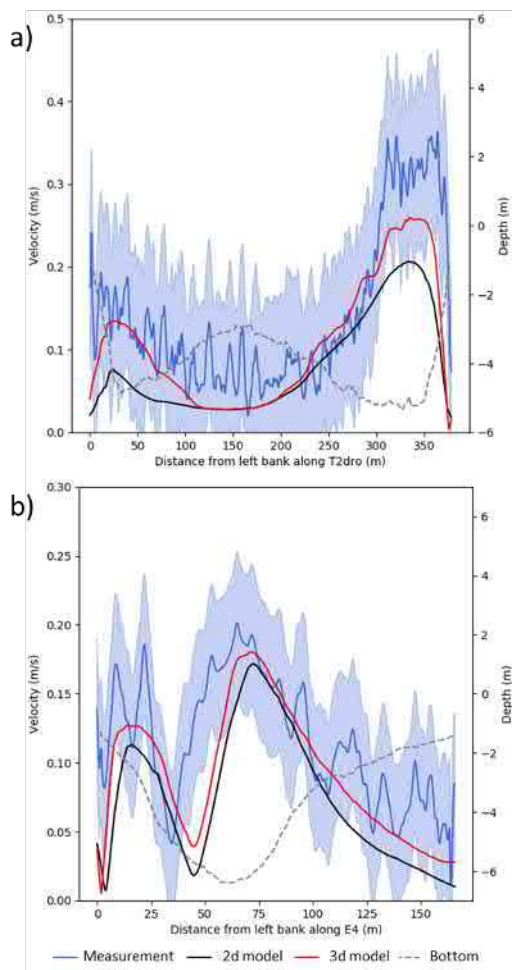 a)
0.5
0.4
0.3
0.2
0.1
0.0
Velocity (m/s)
6
4
2
0
−2
−4
−6
Depth (m)
0 50 100 150 200 250 300 350
Distance from left bank along T2dro (m)
b)
0.30
0.25
0.20
0.15
0.10
0.05
0.00
Velocity (m/s)
6
4
2
0
−2
−4
−6
Depth (m)
0 25 50 75 100 125 150
Distance from left bank along E4 (m)
Measurement 2d model 3d model Bottom